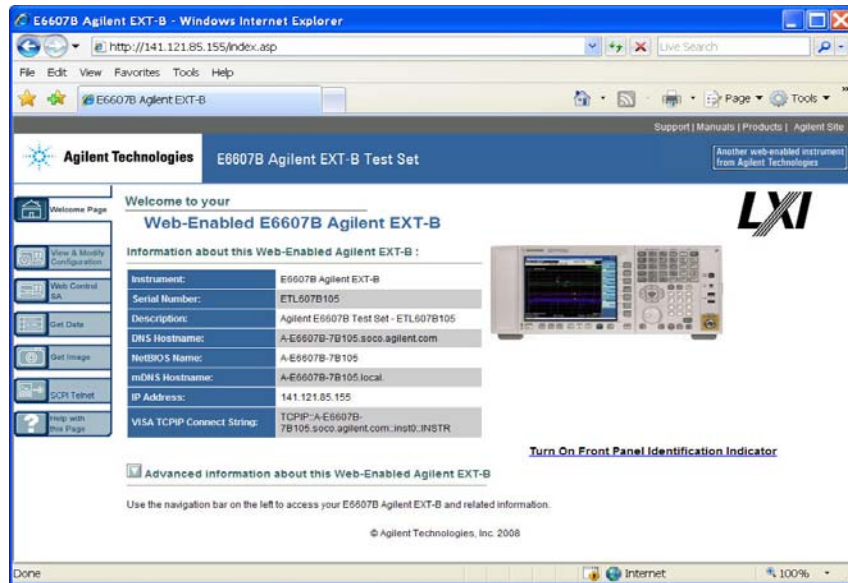 E6607B Agilent EXT-B - Windows Internet Explorer
http://141.121.85.155/index.asp
Live Search
File Edit View Favorites Tools Help
E6607B Agilent EXT-B
Page Tools
Support | Manuals | Products | Agilent Site
Agilent Technologies
E6607B Agilent EXT-B Test Set
Another web-enabled instrument
from Agilent Technologies
Welcome Page
View & Modify
Configuration
Web Control
SA
Get Data
Get Image
SCPI Telnet
Help with
this Page
Welcome to your
Web-Enabled E6607B Agilent EXT-B
LXI
Information about this Web-Enabled Agilent EXT-B :
Instrument: E6607B Agilent EXT-B
Serial Number: ETL607B105
Description: Agilent E6607B Test Set - ETL607B105
DNS Hostname: A-E6607B-7B105.soco.agilent.com
NetBIOS Name: A-E6607B-7B105
mDNS Hostname: A-E6607B-7B105.local.
IP Address: 141.121.85.155
VISA TCPIP Connect String: TCPIP::A-E6607B-
7B105.soco.agilent.com::inst0::INSTR
Turn On Front Panel Identification Indicator
Advanced information about this Web-Enabled Agilent EXT-B
Use the navigation bar on the left to access your E6607B Agilent EXT-B and related information.
© Agilent Technologies, Inc. 2008
Done
Internet
100%